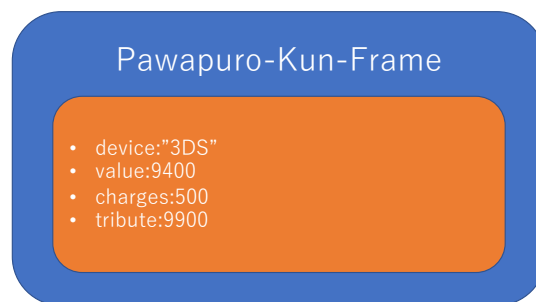 Pawapuro-Kun-Frame
• device:”3DS”
• value:9400
• charges:500
• tribute:9900